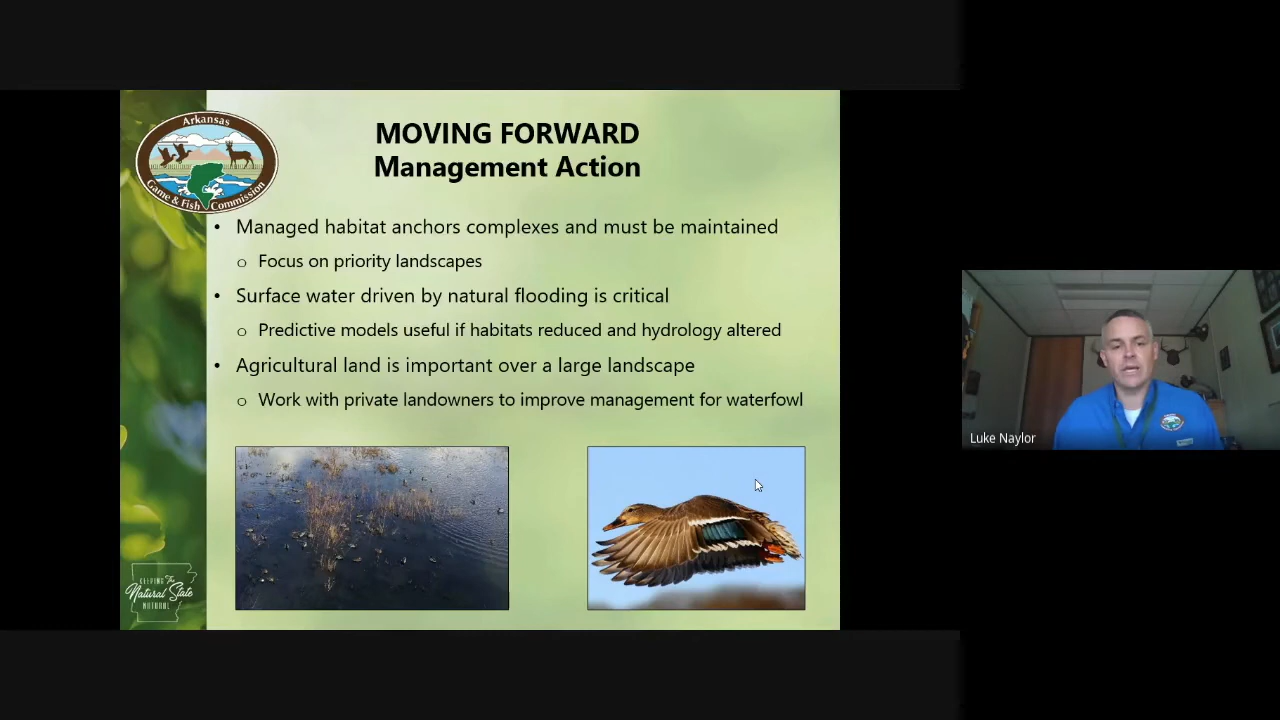 Arkansas
Game & Fish Commission
MOVING FORWARD
Management Action
• Managed habitat anchors complexes and must be maintained
o Focus on priority landscapes
• Surface water driven by natural flooding is critical
o Predictive models useful if habitats reduced and hydrology altered
• Agricultural land is important over a large landscape
o Work with private landowners to improve management for waterfowl
KEEPING The
Natural State
NATURAL
Luke Naylor